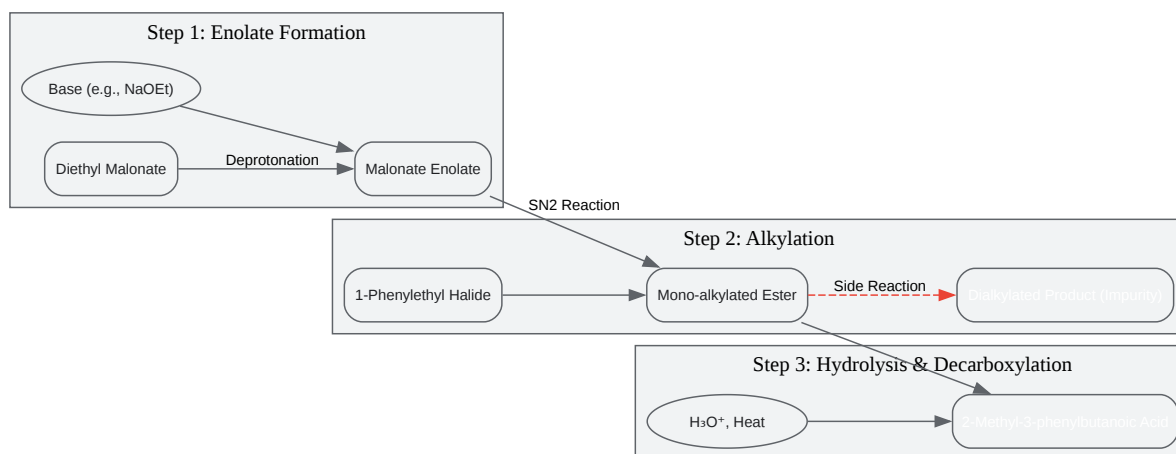 Step 1: Enolate Formation
Base (e.g., NaOEt)
Diethyl Malonate
Deprotonation
Malonate Enolate
SN2 Reaction
Step 2: Alkylation
1-Phenylethyl Halide
Mono-alkylated Ester
Side Reaction
Dialkylated Product (Impurity)
Step 3: Hydrolysis & Decarboxylation
H₃O⁺, Heat
2-Methyl-3-phenylbutanoic Acid